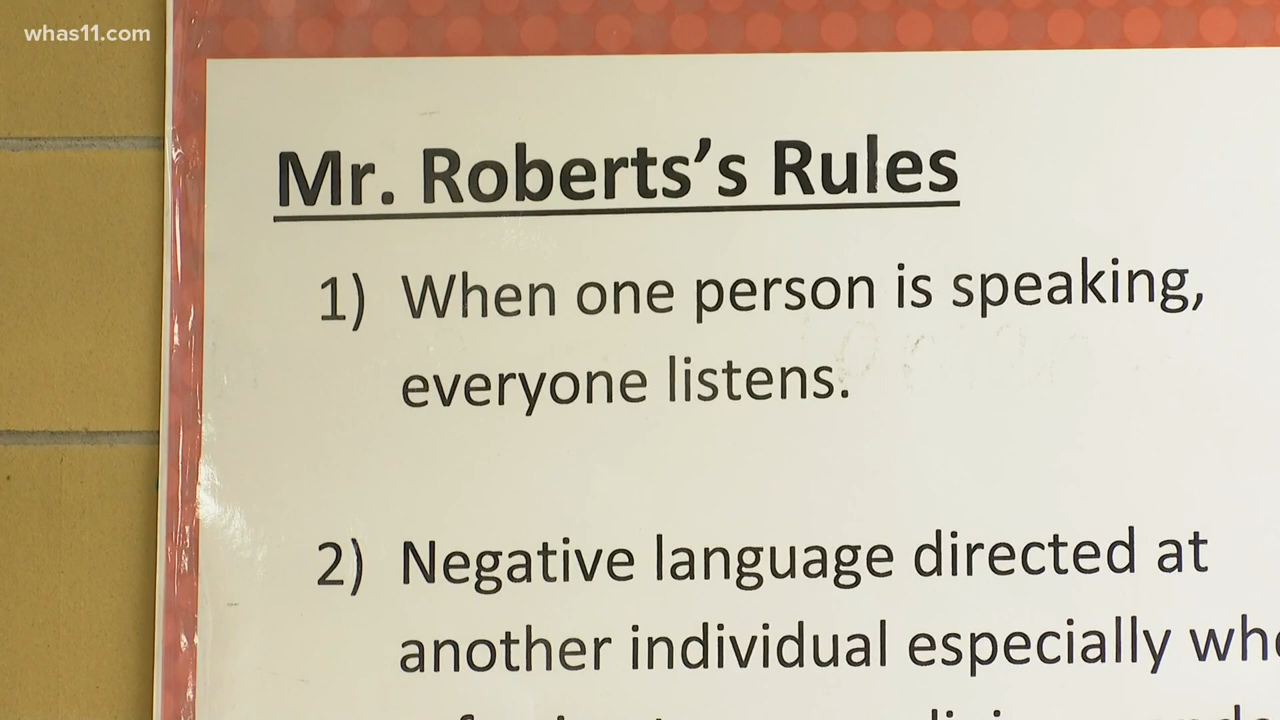 whas11.com
Mr. Roberts's Rules
1) When one person is speaking,
everyone listens.
2) Negative language directed at
another individual especially